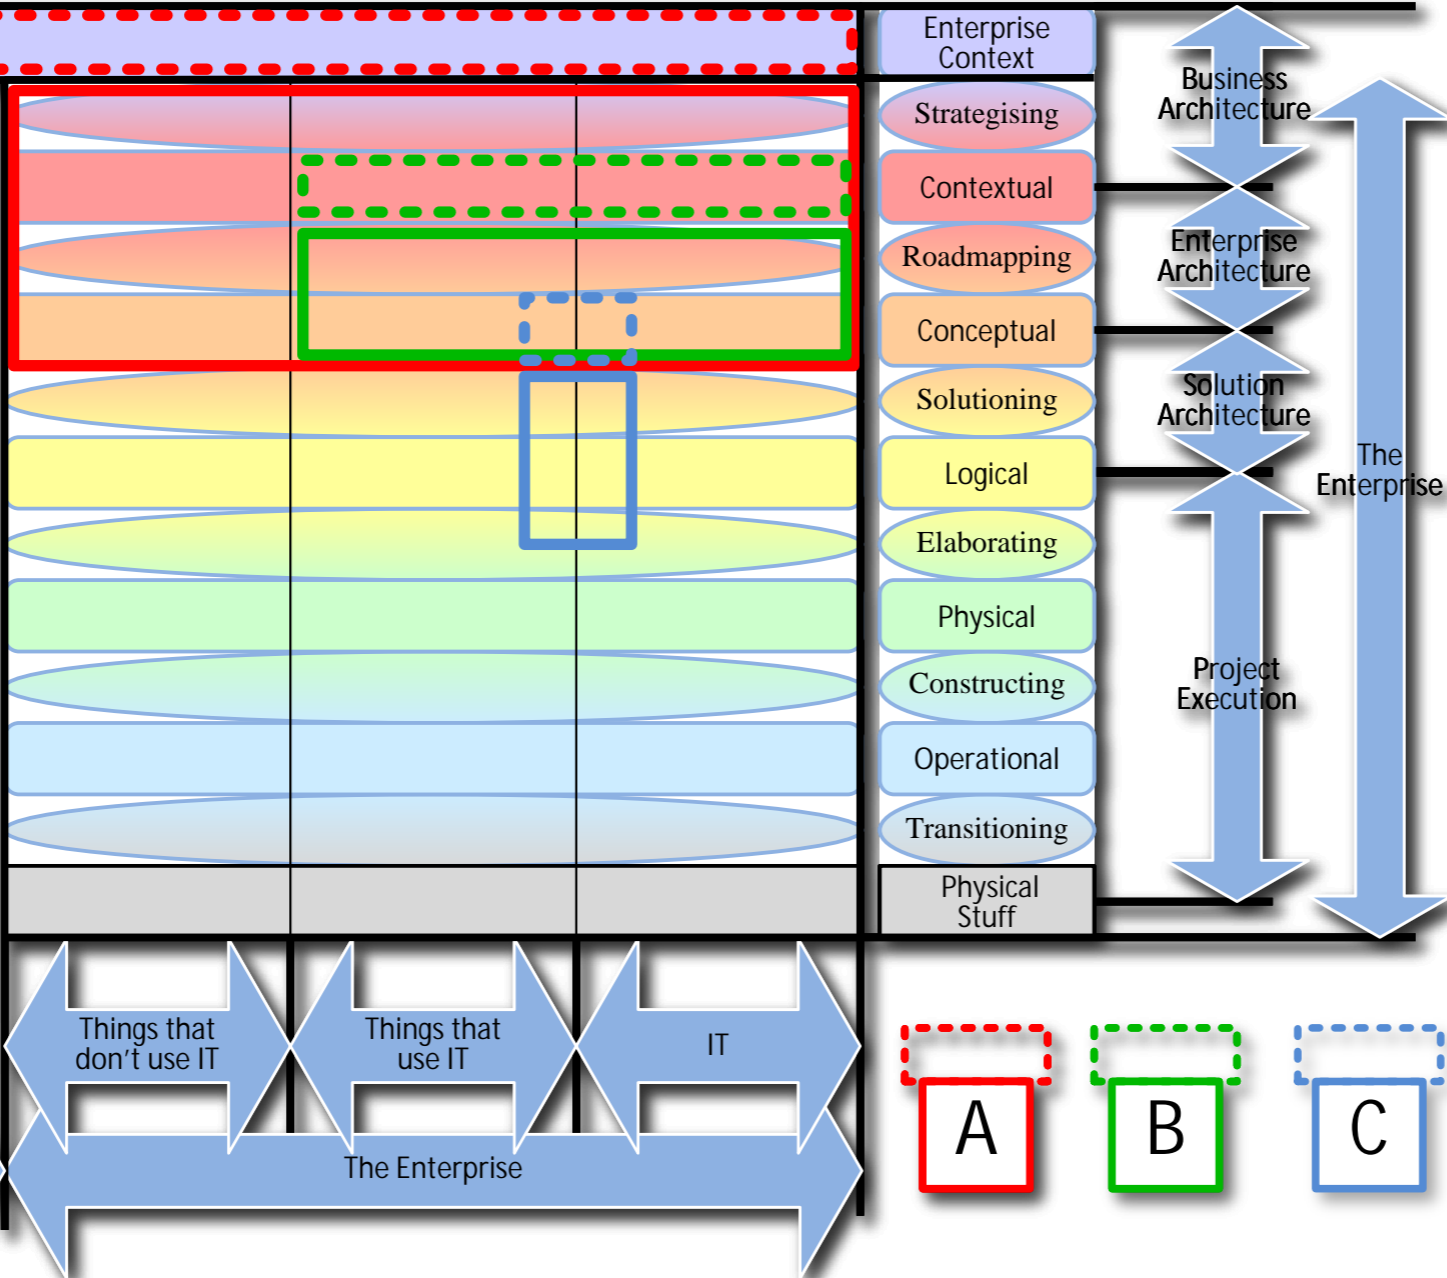 Enterprise
Context
Strategising
Contextual
Roadmapping
Conceptual
Solutioning
Logical
Elaborating
Physical
Constructing
Operational
Transitioning
Physical
Stuff
Business
Architecture
Enterprise
Architecture
Solution
Architecture
Project
Execution
The
Enterprise
Things that
don't use IT
Things that
use IT
IT
The Enterprise
A
B
C